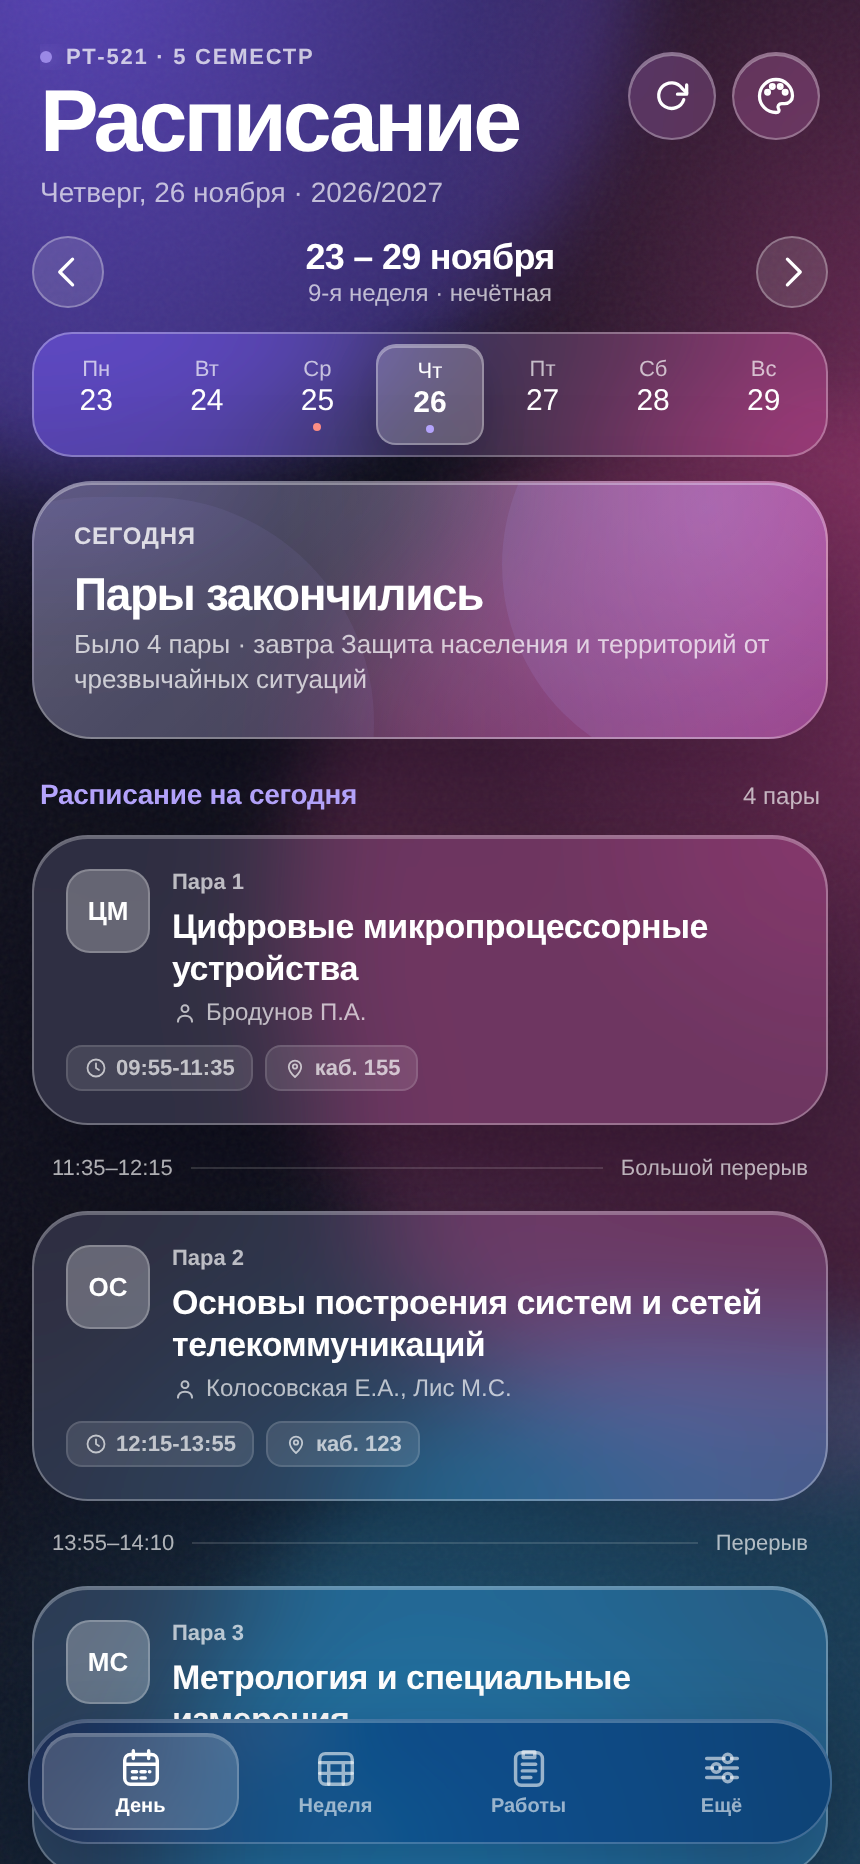 РТ-521 · 5 СЕМЕСТР
Расписание
Четверг, 26 ноября · 2026/2027
23 – 29 ноября
9-я неделя · нечётная
Пн Вт Ср Чт Пт Сб Вс
23 24 25 26 27 28 29
СЕГОДНЯ
Пары закончились
Было 4 пары · завтра Защита населения и территорий от
чрезвычайных ситуаций
Расписание на сегодня 4 пары
Пара 1
ЦМ
Цифровые микропроцессорные
устройства
Бродунов П.А.
09:55-11:35 каб. 155
11:35–12:15 Большой перерыв
Пара 2
ОС
Основы построения систем и сетей
телекоммуникаций
Колосовская Е.А., Лис М.С.
12:15-13:55 каб. 123
13:55–14:10 Перерыв
Пара 3
МС
Метрология и специальные
измерения
День Неделя Работы Ещё